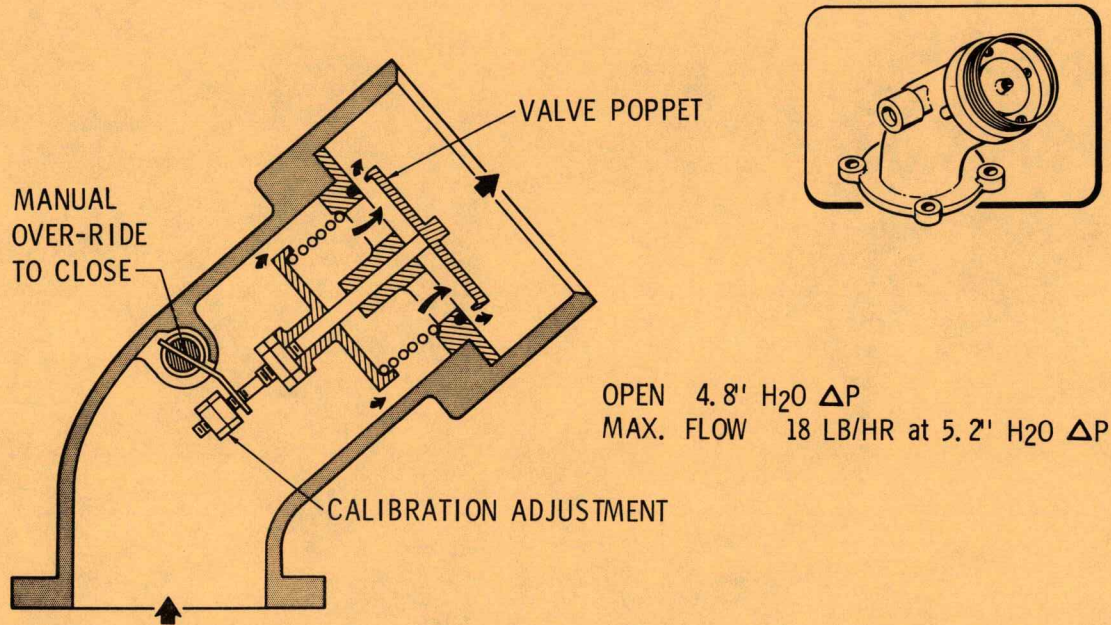 VALVE POPPET
MANUAL
OVER-RIDE
TO CLOSE
OPEN 4.8" H2O ΔP
MAX. FLOW 18 LB/HR at 5.2" H2O ΔP
CALIBRATION ADJUSTMENT